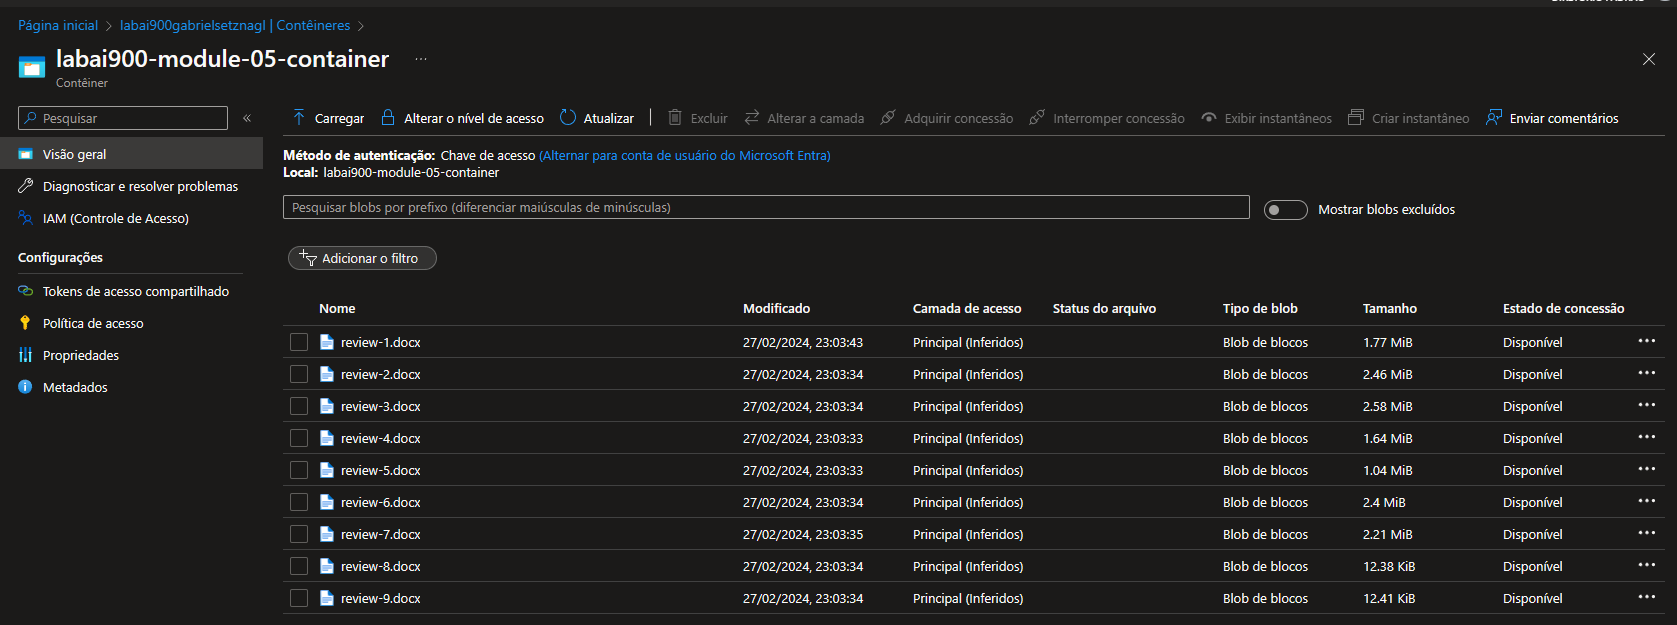 Página inicial > labai900gabrielsetznagl | Contêineres >
labai900-module-05-container ...
Contêiner
Pesquisar «
Carregar Alterar o nível de acesso Atualizar | Excluir Alterar a camada Adquirir concessão Interromper concessão Exibir instantâneos Criar instantâneo Enviar comentários
Visão geral
Diagnosticar e resolver problemas
IAM (Controle de Acesso)
Configurações
Tokens de acesso compartilhado
Política de acesso
Propriedades
Metadados
Método de autenticação: Chave de acesso (Alternar para conta de usuário do Microsoft Entra)
Local: labai900-module-05-container
Pesquisar blobs por prefixo (diferenciar maiúsculas de minúsculas) Mostrar blobs excluídos
Adicionar o filtro
Nome Modificado Camada de acesso Status do arquivo Tipo de blob Tamanho Estado de concessão
review-1.docx 27/02/2024, 23:03:43 Principal (Inferidos) Blob de blocos 1.77 MiB Disponível ...
review-2.docx 27/02/2024, 23:03:34 Principal (Inferidos) Blob de blocos 2.46 MiB Disponível ...
review-3.docx 27/02/2024, 23:03:34 Principal (Inferidos) Blob de blocos 2.58 MiB Disponível ...
review-4.docx 27/02/2024, 23:03:33 Principal (Inferidos) Blob de blocos 1.64 MiB Disponível ...
review-5.docx 27/02/2024, 23:03:33 Principal (Inferidos) Blob de blocos 1.04 MiB Disponível ...
review-6.docx 27/02/2024, 23:03:34 Principal (Inferidos) Blob de blocos 2.4 MiB Disponível ...
review-7.docx 27/02/2024, 23:03:35 Principal (Inferidos) Blob de blocos 2.21 MiB Disponível ...
review-8.docx 27/02/2024, 23:03:34 Principal (Inferidos) Blob de blocos 12.38 KiB Disponível ...
review-9.docx 27/02/2024, 23:03:34 Principal (Inferidos) Blob de blocos 12.41 KiB Disponível ...